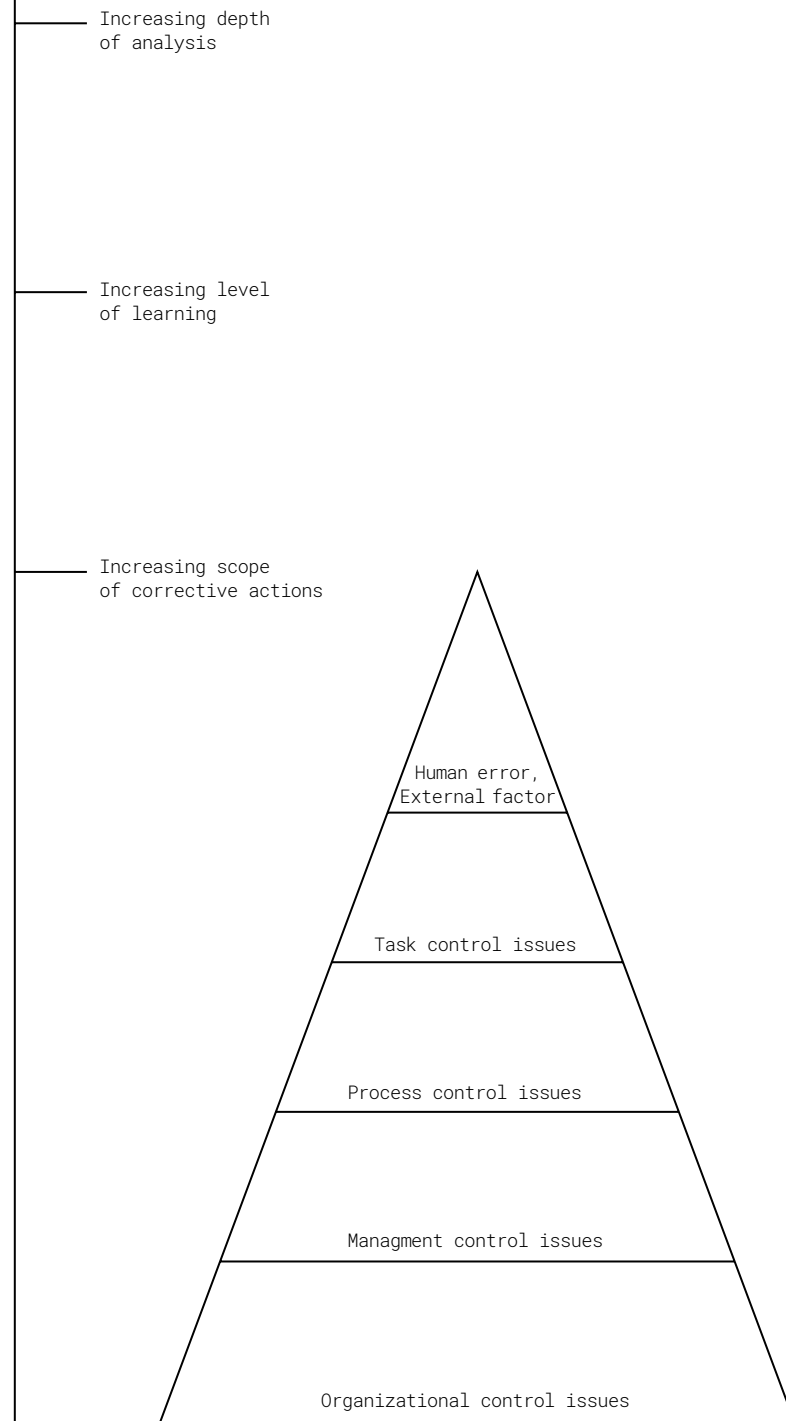 Increasing depth
of analysis
Increasing level
of learning
Increasing scope
of corrective actions
Human error,
External factor
Task control issues
Process control issues
Managment control issues
Organizational control issues